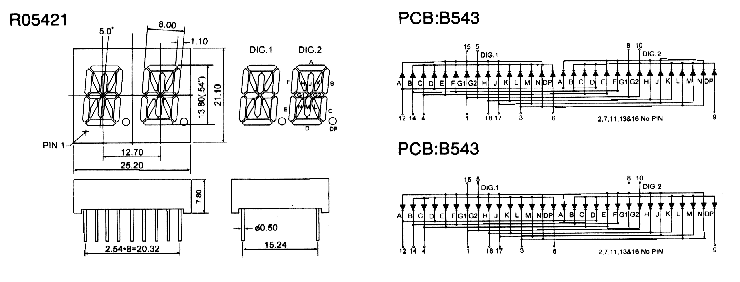 R05421
5.0°
8.00
1.10
DIG.1
DIG.2
A
B
F
E
C
D
DP
13.80(.54")
21.10
PIN 1
12.70
25.20
7.80
2.54*8=20.32
ø0.50
15.24
PCB:B543
15 5
8 10
DIG.1
DIG.2
A B C D E F G1 G2 H J K L M N DP A B C D E F G1 G2 H J K L M N DP
12 14 4
1
18 17
3
6
2,7,11,13&16 No PIN
9
PCB:B543
15 5
8 10
DIG.1
DIG 2
A B C D E F G1 G2 H J K L M N DP A B C D E F G1 G2 H J K L M N DP
12 14 4
1
18 17
3
6
2,7,11,13&16 No PIN